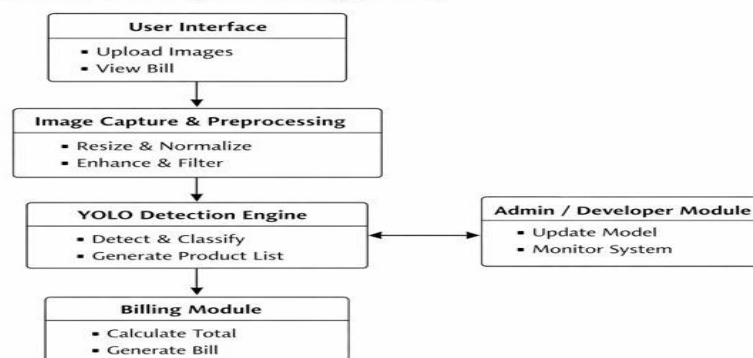 User Interface
▪ Upload Images
▪ View Bill
Image Capture & Preprocessing
▪ Resize & Normalize
▪ Enhance & Filter
YOLO Detection Engine
▪ Detect & Classify
▪ Generate Product List
Admin / Developer Module
▪ Update Model
▪ Monitor System
Billing Module
▪ Calculate Total
▪ Generate Bill